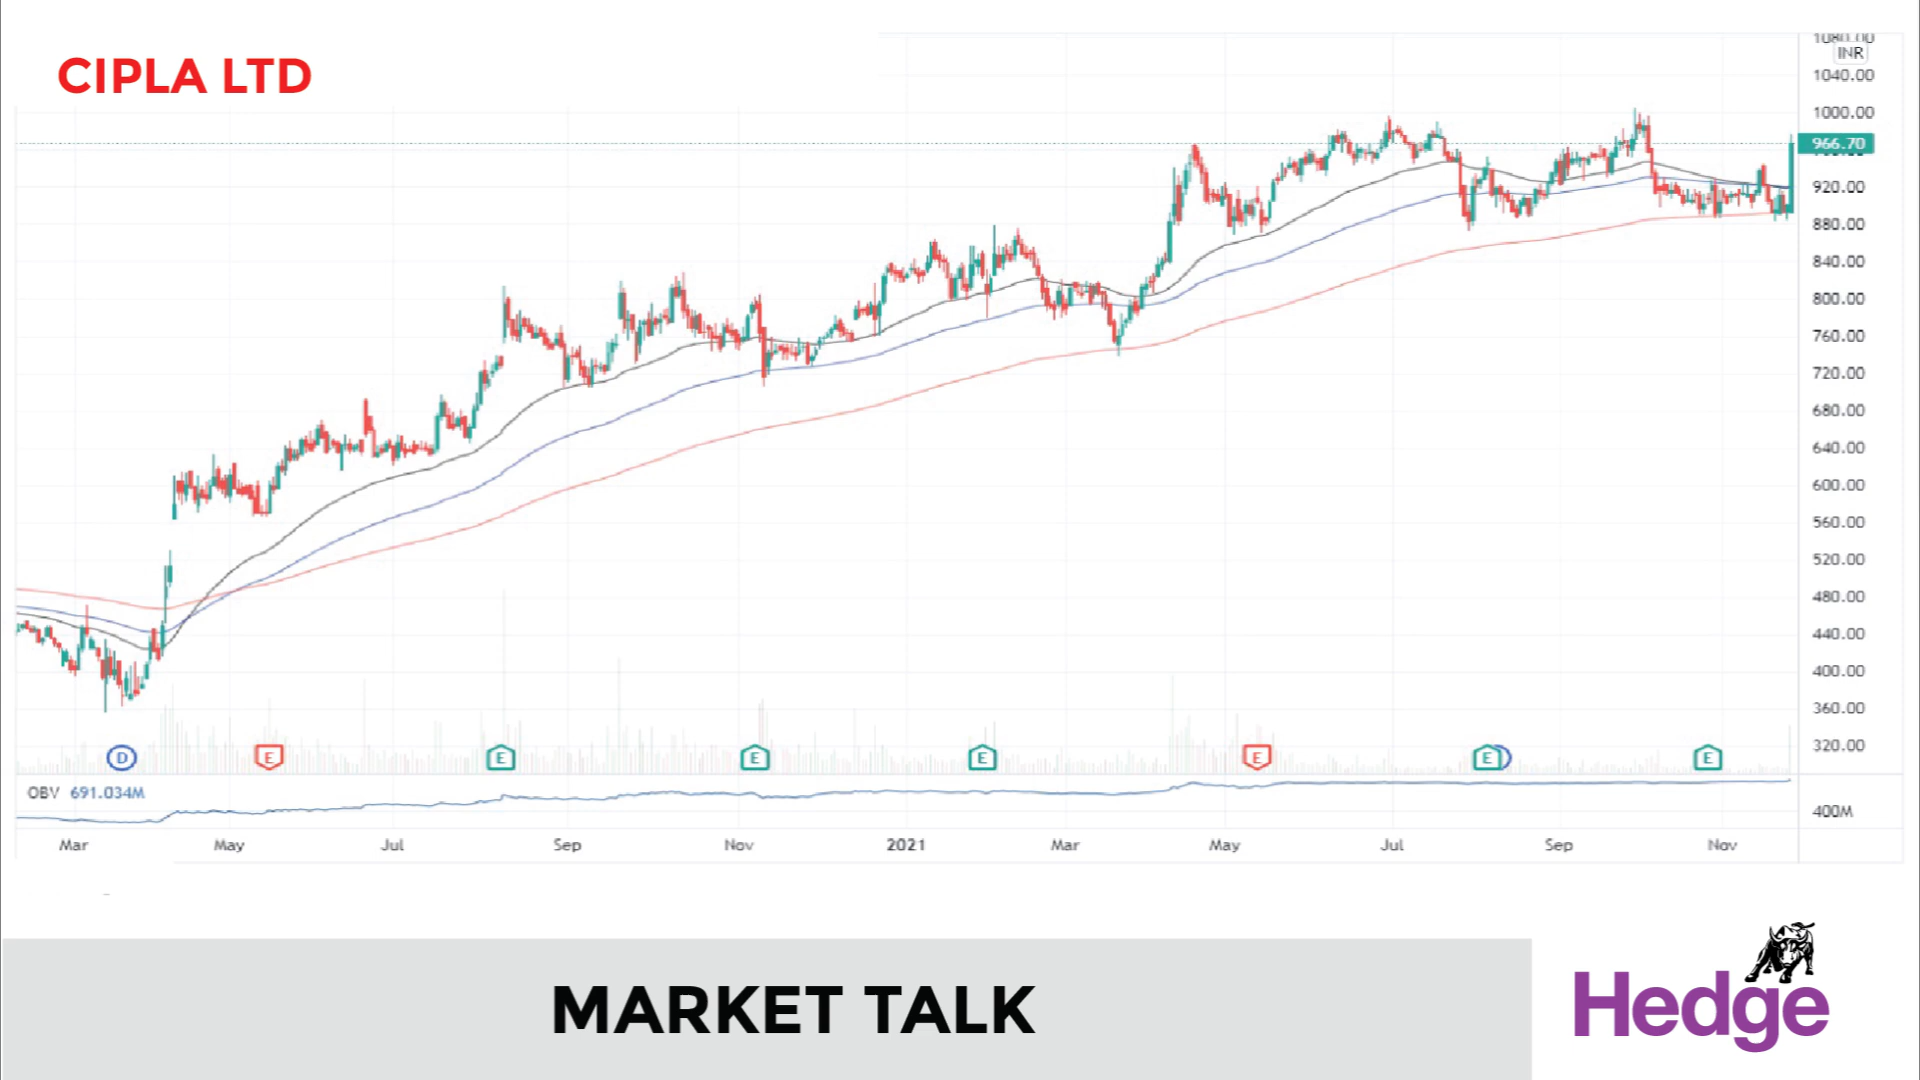 CIPLA LTD
1080.00
INR
1040.00
1000.00
966.70
920.00
880.00
840.00
800.00
760.00
720.00
680.00
640.00
600.00
560.00
520.00
480.00
440.00
400.00
360.00
320.00
D E E E E E E E
OBV 691.034M
400M
Mar May Jul Sep Nov 2021 Mar May Jul Sep Nov
MARKET TALK
Hedge